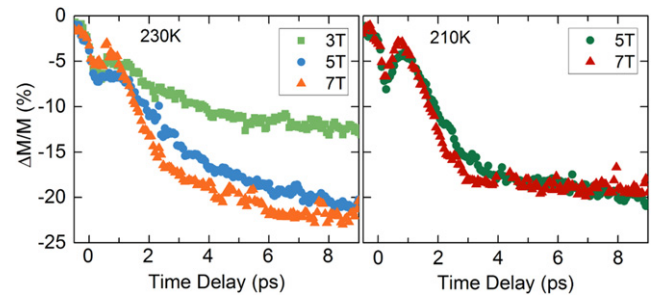 0
-5
-10
-15
-20
-25
ΔM/M (%)
230K
3T
5T
7T
0 2 4 6 8
Time Delay (ps)
210K
5T
7T
0 2 4 6 8
Time Delay (ps)